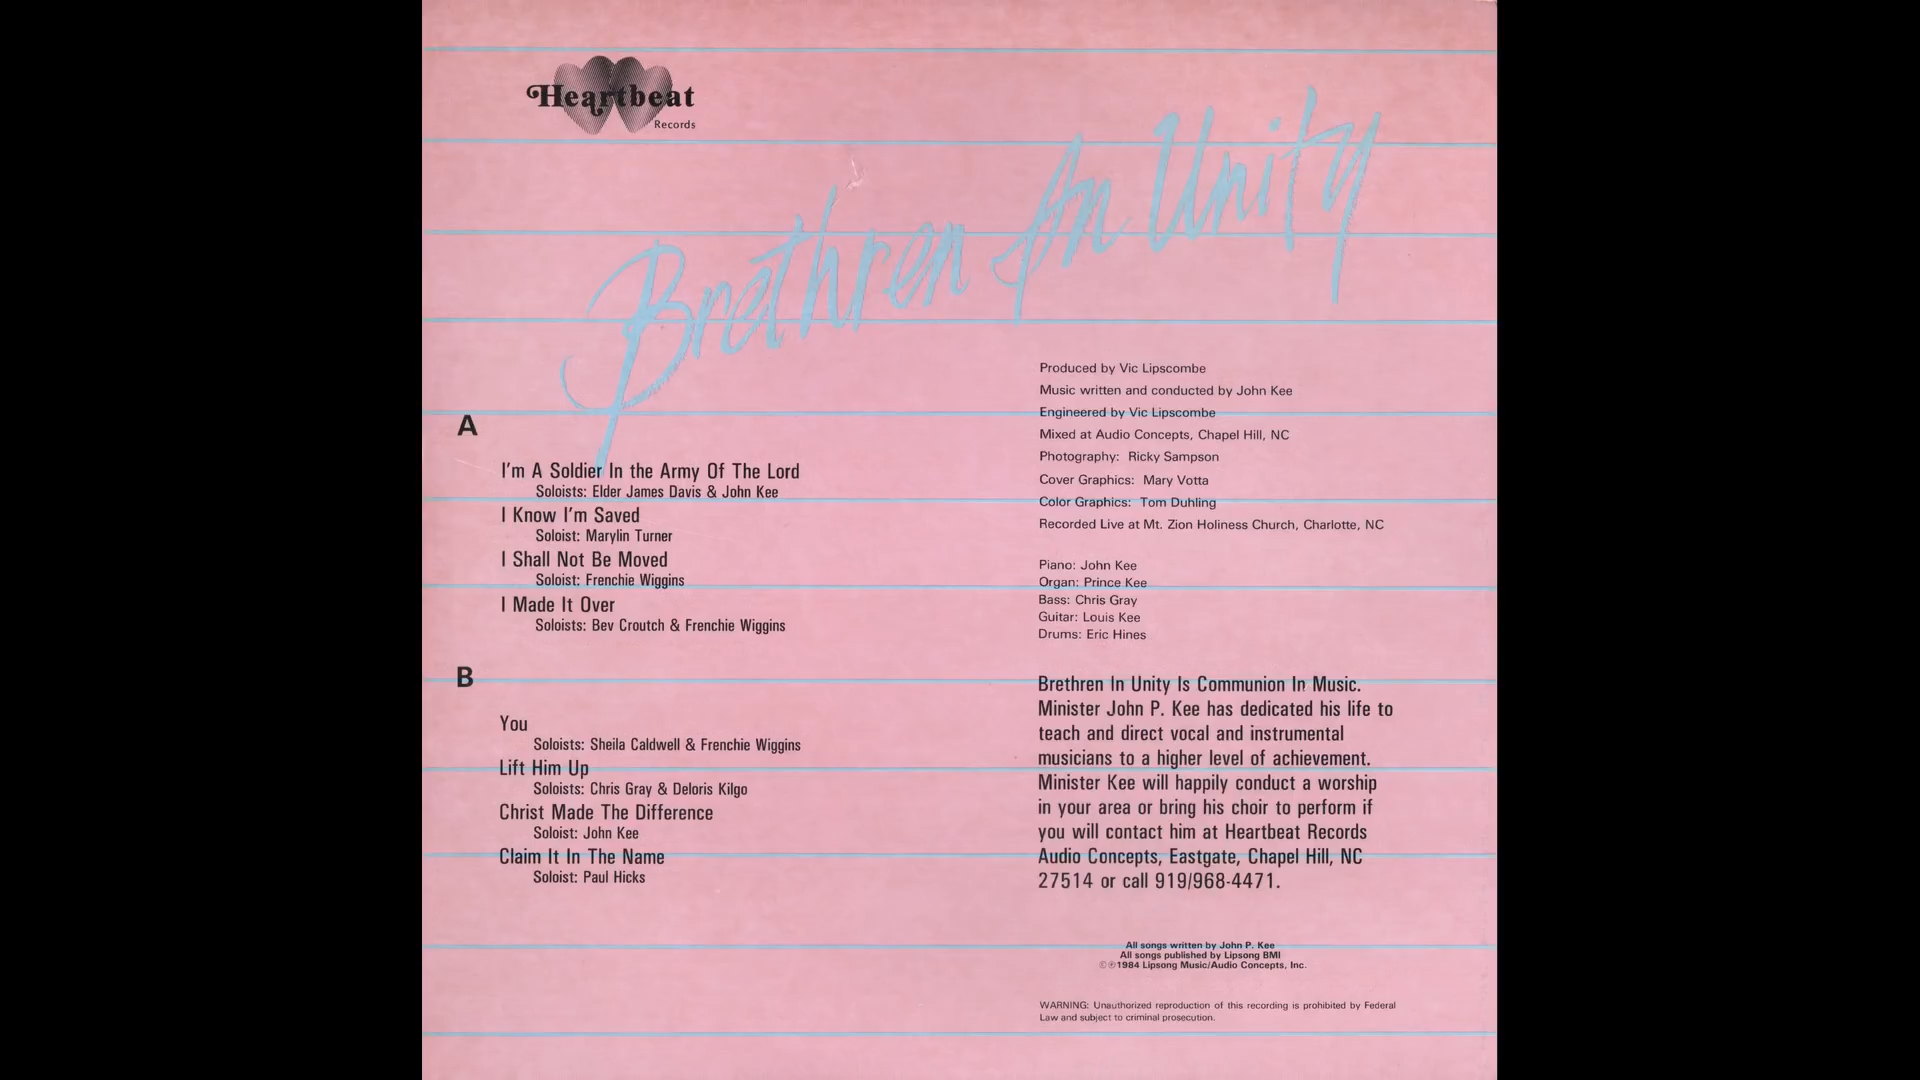 Heartbeat
Records
Brethren In Unity
A
I'm A Soldier In the Army Of The Lord
Soloists: Elder James Davis & John Kee
I Know I'm Saved
Soloist: Marylin Turner
I Shall Not Be Moved
Soloist: Frenchie Wiggins
I Made It Over
Soloists: Bev Croutch & Frenchie Wiggins
B
You
Soloists: Sheila Caldwell & Frenchie Wiggins
Lift Him Up
Soloists: Chris Gray & Deloris Kilgo
Christ Made The Difference
Soloist: John Kee
Claim It In The Name
Soloist: Paul Hicks
Produced by Vic Lipscombe
Music written and conducted by John Kee
Engineered by Vic Lipscombe
Mixed at Audio Concepts, Chapel Hill, NC
Photography: Ricky Sampson
Cover Graphics: Mary Votta
Color Graphics: Tom Duhling
Recorded Live at Mt. Zion Holiness Church, Charlotte, NC
Piano: John Kee
Organ: Prince Kee
Bass: Chris Gray
Guitar: Louis Kee
Drums: Eric Hines
Brethren In Unity Is Communion In Music.
Minister John P. Kee has dedicated his life to
teach and direct vocal and instrumental
musicians to a higher level of achievement.
Minister Kee will happily conduct a worship
in your area or bring his choir to perform if
you will contact him at Heartbeat Records
Audio Concepts, Eastgate, Chapel Hill, NC
27514 or call 919/968-4471.
All songs written by John P. Kee
All songs published by Lipsong BMI
©℗1984 Lipsong Music/Audio Concepts, Inc.
WARNING: Unauthorized reproduction of this recording is prohibited by Federal
Law and subject to criminal prosecution.